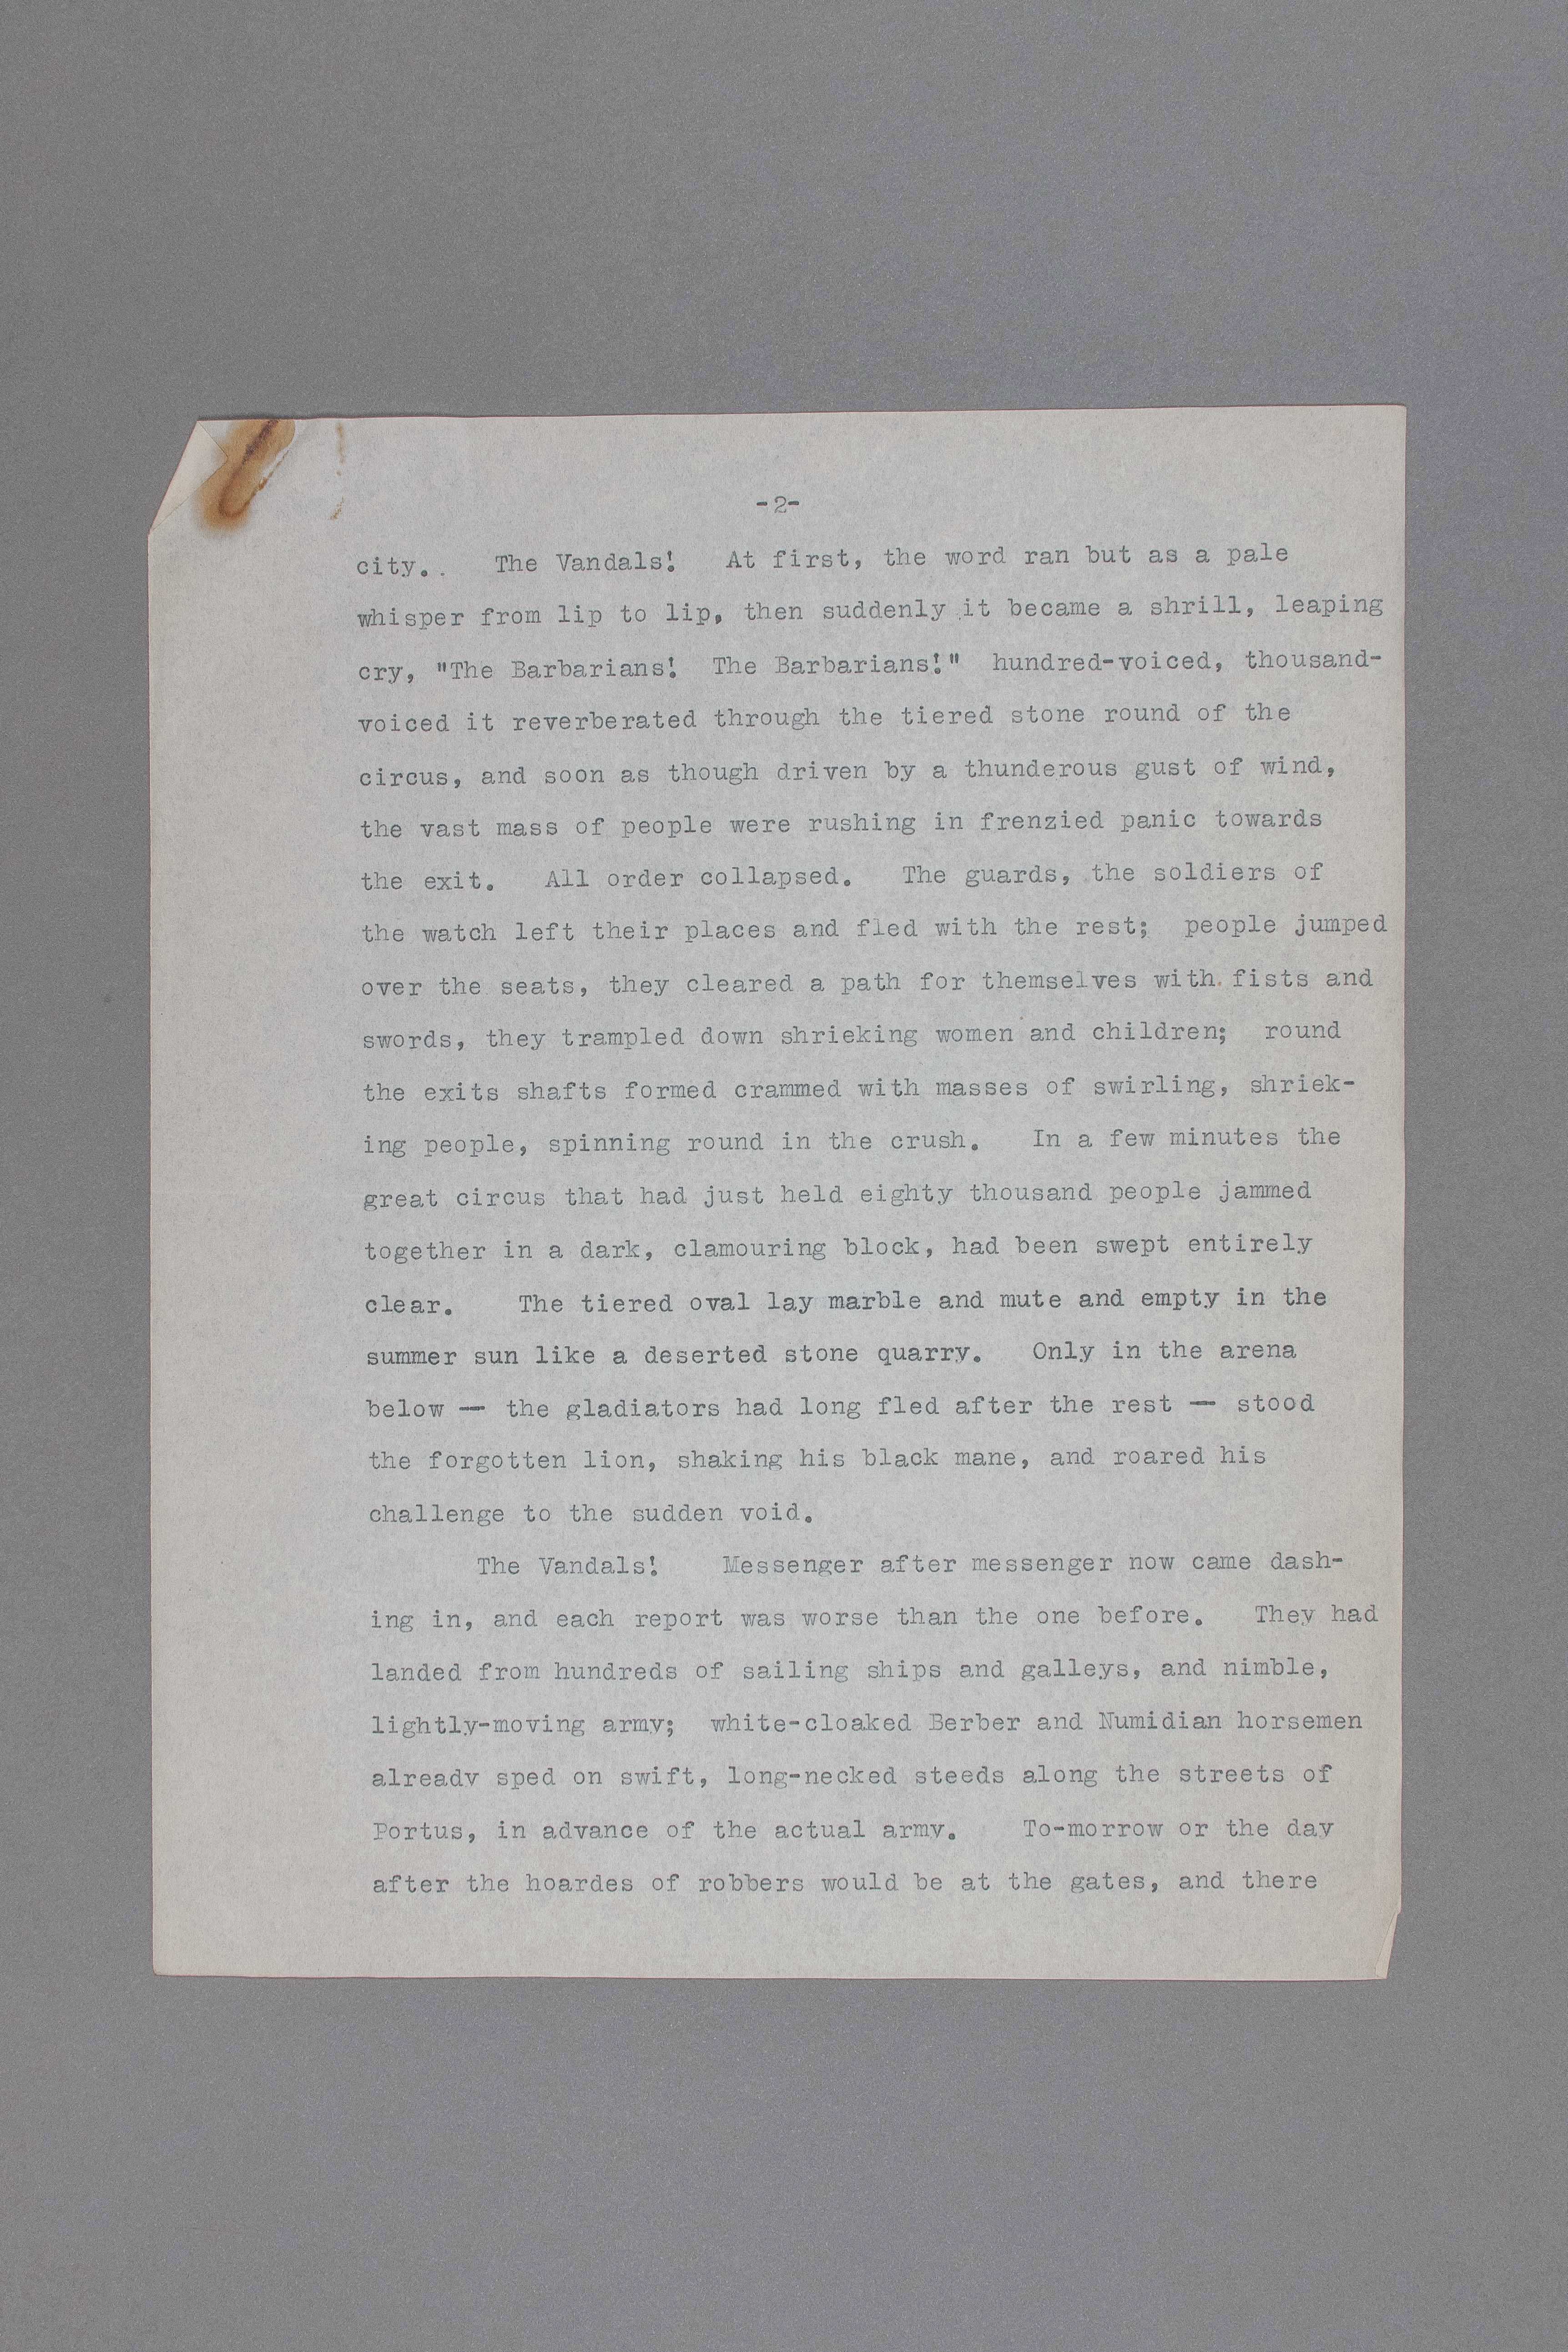 -2-
city.. The Vandals! At first, the word ran but as a pale
whisper from lip to lip, then suddenly it became a shrill, leaping
cry, "The Barbarians! The Barbarians!" hundred-voiced, thousand-
voiced it reverberated through the tiered stone round of the
circus, and soon as though driven by a thunderous gust of wind,
the vast mass of people were rushing in frenzied panic towards
the exit. All order collapsed. The guards, the soldiers of
the watch left their places and fled with the rest; people jumped
over the seats, they cleared a path for themselves with fists and
swords, they trampled down shrieking women and children; round
the exits shafts formed crammed with masses of swirling, shriek-
ing people, spinning round in the crush. In a few minutes the
great circus that had just held eighty thousand people jammed
together in a dark, clamouring block, had been swept entirely
clear. The tiered oval lay marble and mute and empty in the
summer sun like a deserted stone quarry. Only in the arena
below — the gladiators had long fled after the rest — stood
the forgotten lion, shaking his black mane, and roared his
challenge to the sudden void.
The Vandals! Messenger after messenger now came dash-
ing in, and each report was worse than the one before. They had
landed from hundreds of sailing ships and galleys, and nimble,
lightly-moving army; white-cloaked Berber and Numidian horsemen
already sped on swift, long-necked steeds along the streets of
Portus, in advance of the actual army. To-morrow or the day
after the hoardes of robbers would be at the gates, and there